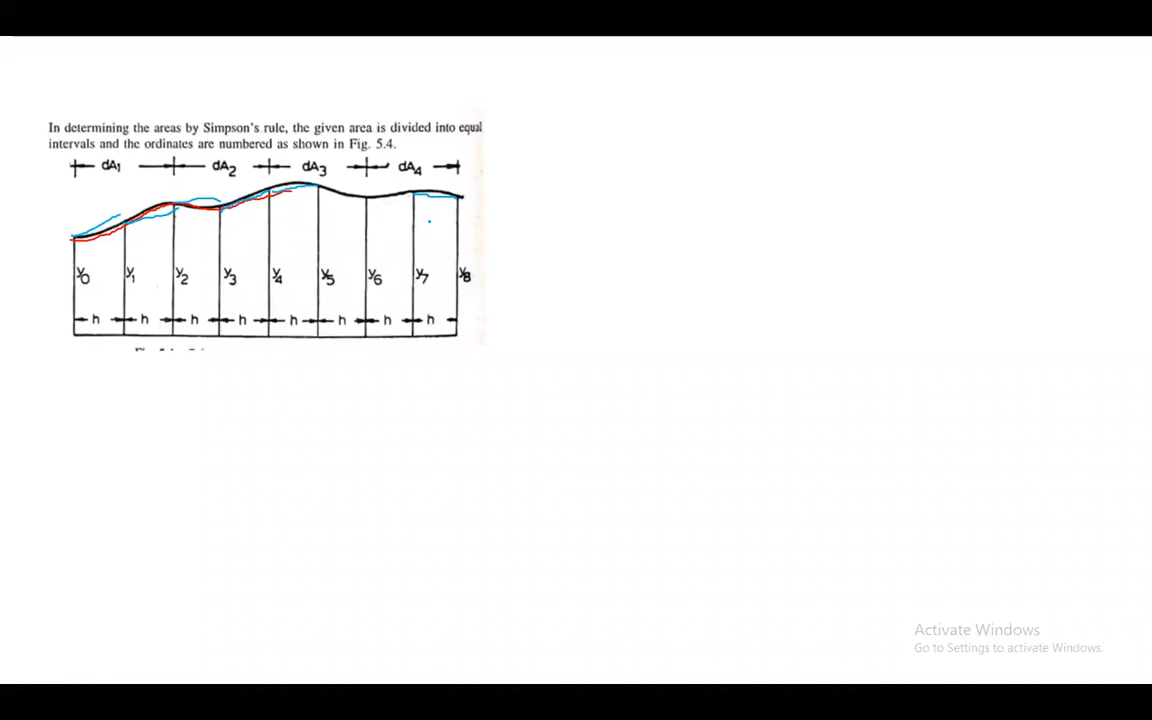 In determining the areas by Simpson's rule, the given area is divided into equal
intervals and the ordinates are numbered as shown in Fig. 5.4.
dA1 dA2 dA3 dA4
y0 y1 y2 y3 y4 y5 y6 y7 y8
h h h h h h h h
Activate Windows
Go to Settings to activate Windows.